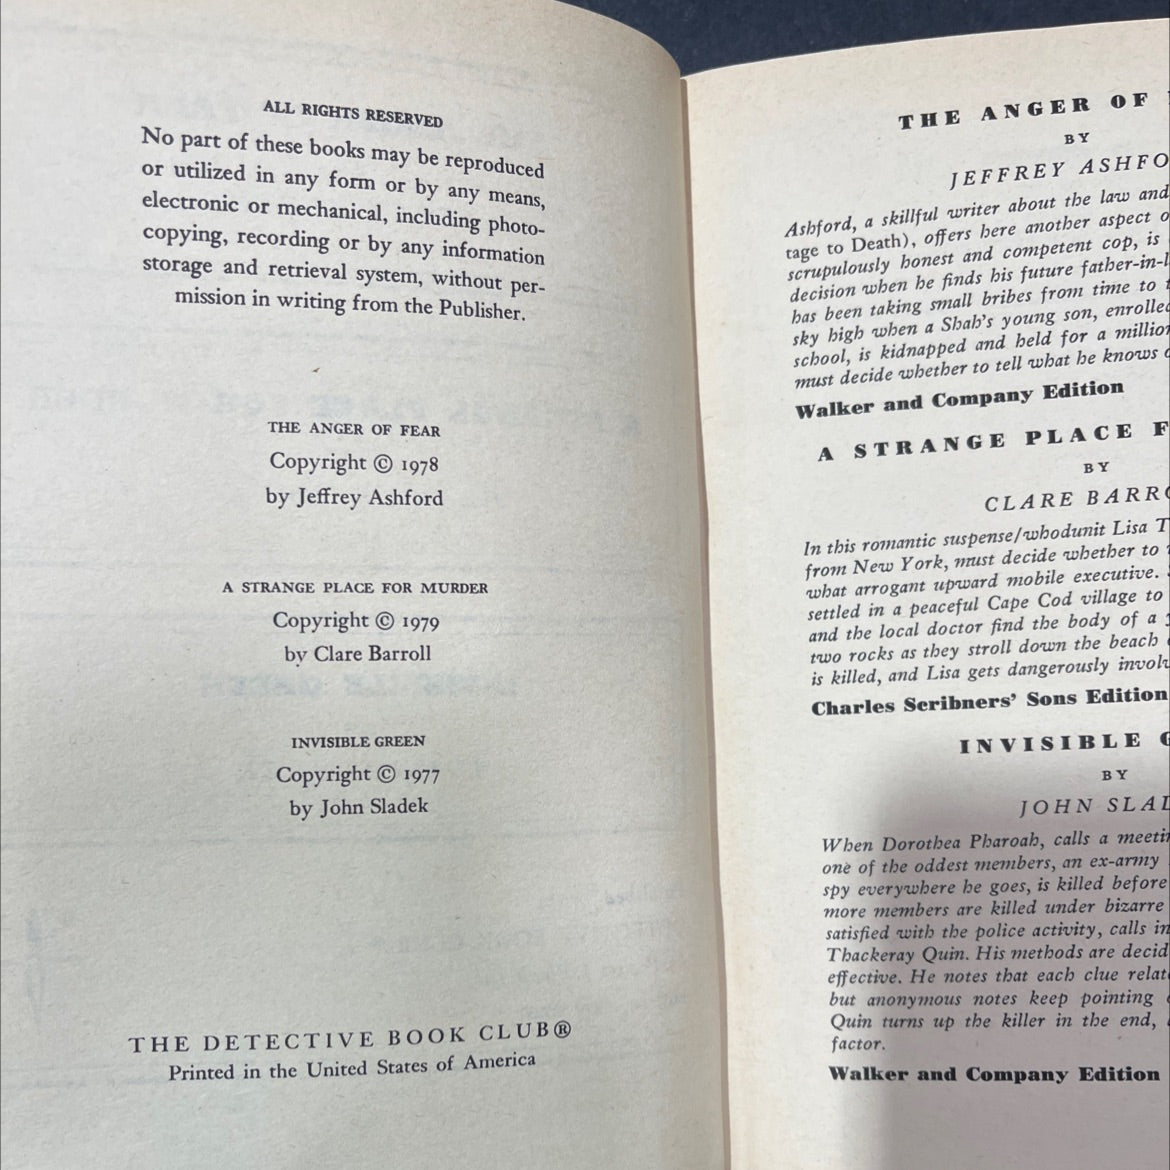 ALL RIGHTS RESERVED
No part of these books may be reproduced
or utilized in any form or by any means,
electronic or mechanical, including photo-
copying, recording or by any information
storage and retrieval system, without per-
mission in writing from the Publisher.
THE ANGER OF FEAR
Copyright © 1978
by Jeffrey Ashford
A STRANGE PLACE FOR MURDER
Copyright © 1979
by Clare Barroll
INVISIBLE GREEN
Copyright © 1977
by John Sladek
THE DETECTIVE BOOK CLUB®
Printed in the United States of America
THE ANGER OF
BY
JEFFREY ASHFO
Ashford, a skillful writer about the law and
tage to Death), offers here another aspect o
scrupulously honest and competent cop, is
decision when he finds his future father-in-l
has been taking small bribes from time to t
sky high when a Shah's young son, enrolled
school, is kidnapped and held for a million
must decide whether to tell what he knows o
Walker and Company Edition
A STRANGE PLACE F
BY
CLARE BARRO
In this romantic suspense/whodunit Lisa T
from New York, must decide whether to
what arrogant upward mobile executive.
settled in a peaceful Cape Cod village to
and the local doctor find the body of a y
two rocks as they stroll down the beach
is killed, and Lisa gets dangerously involv
Charles Scribners' Sons Edition
INVISIBLE G
BY
JOHN SLAD
When Dorothea Pharoah, calls a meetin
one of the oddest members, an ex-army
spy everywhere he goes, is killed before
more members are killed under bizarre
satisfied with the police activity, calls in
Thackeray Quin. His methods are decid
effective. He notes that each clue relat
but anonymous notes keep pointing
Quin turns up the killer in the end,
factor.
Walker and Company Edition